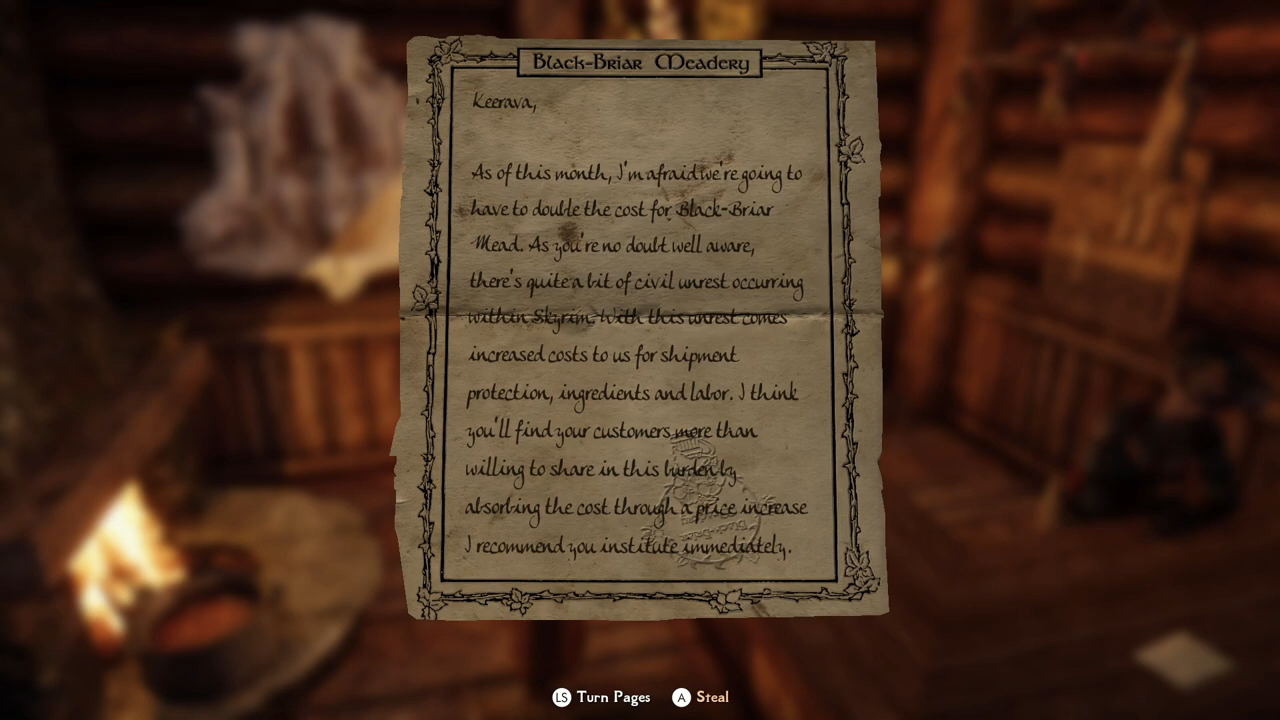 Black-Briar Meadery
Keerava,
As of this month, I'm afraid we're going to
have to double the cost for Black-Briar
Mead. As you're no doubt well aware,
there's quite a bit of civil unrest occurring
within Skyrim. With this unrest comes
increased costs to us for shipment
protection, ingredients and labor. I think
you'll find your customers more than
willing to share in this burden by
absorbing the cost through a price increase
I recommend you institute immediately.
LS Turn Pages A Steal